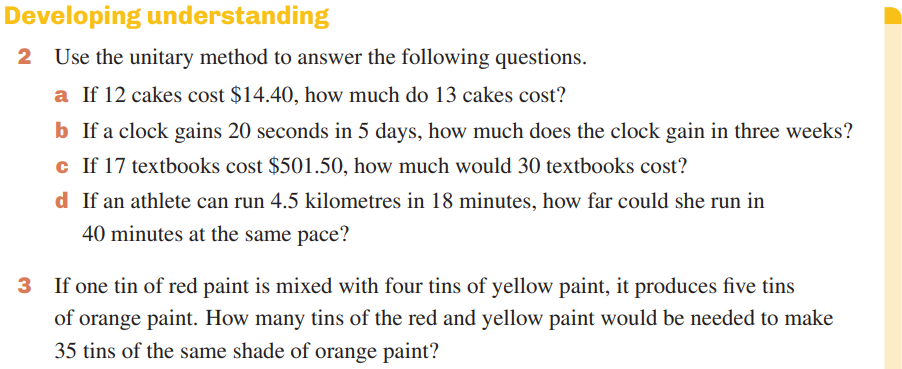 Developing understanding
2 Use the unitary method to answer the following questions.
a If 12 cakes cost $14.40, how much do 13 cakes cost?
b If a clock gains 20 seconds in 5 days, how much does the clock gain in three weeks?
c If 17 textbooks cost $501.50, how much would 30 textbooks cost?
d If an athlete can run 4.5 kilometres in 18 minutes, how far could she run in
40 minutes at the same pace?
3 If one tin of red paint is mixed with four tins of yellow paint, it produces five tins
of orange paint. How many tins of the red and yellow paint would be needed to make
35 tins of the same shade of orange paint?